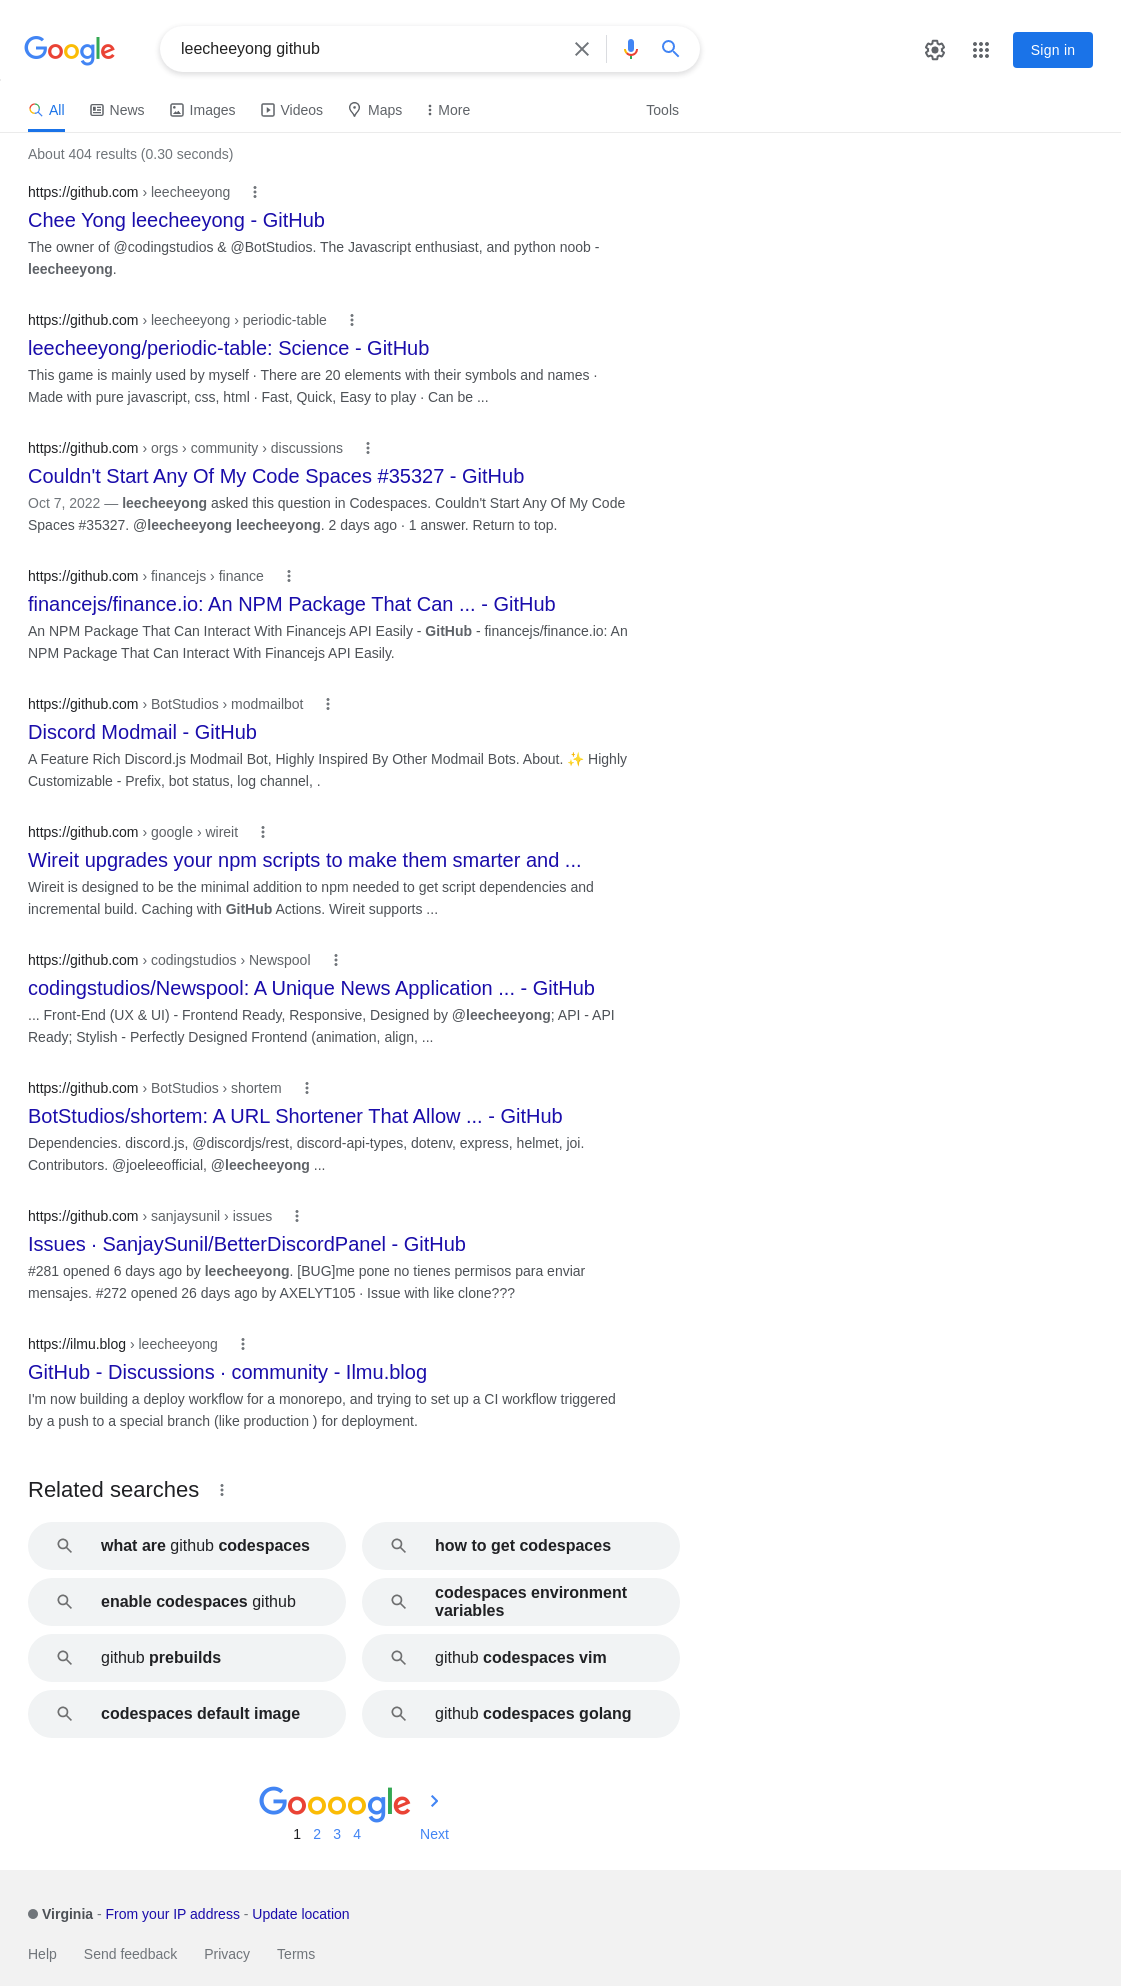 Google
leecheeyong github
Sign in
All
News
Images
Videos
Maps
More
Tools
About 404 results (0.30 seconds)
https://github.com › leecheeyong
Chee Yong leecheeyong - GitHub
The owner of @codingstudios & @BotStudios. The Javascript enthusiast, and python noob -
leecheeyong.
https://github.com › leecheeyong › periodic-table
leecheeyong/periodic-table: Science - GitHub
This game is mainly used by myself · There are 20 elements with their symbols and names ·
Made with pure javascript, css, html · Fast, Quick, Easy to play · Can be ...
https://github.com › orgs › community › discussions
Couldn't Start Any Of My Code Spaces #35327 - GitHub
Oct 7, 2022 — leecheeyong asked this question in Codespaces. Couldn't Start Any Of My Code
Spaces #35327. @leecheeyong leecheeyong. 2 days ago · 1 answer. Return to top.
https://github.com › financejs › finance
financejs/finance.io: An NPM Package That Can ... - GitHub
An NPM Package That Can Interact With Financejs API Easily - GitHub - financejs/finance.io: An
NPM Package That Can Interact With Financejs API Easily.
https://github.com › BotStudios › modmailbot
Discord Modmail - GitHub
A Feature Rich Discord.js Modmail Bot, Highly Inspired By Other Modmail Bots. About. ✨ Highly
Customizable - Prefix, bot status, log channel, .
https://github.com › google › wireit
Wireit upgrades your npm scripts to make them smarter and ...
Wireit is designed to be the minimal addition to npm needed to get script dependencies and
incremental build. Caching with GitHub Actions. Wireit supports ...
https://github.com › codingstudios › Newspool
codingstudios/Newspool: A Unique News Application ... - GitHub
... Front-End (UX & UI) - Frontend Ready, Responsive, Designed by @leecheeyong; API - API
Ready; Stylish - Perfectly Designed Frontend (animation, align, ...
https://github.com › BotStudios › shortem
BotStudios/shortem: A URL Shortener That Allow ... - GitHub
Dependencies. discord.js, @discordjs/rest, discord-api-types, dotenv, express, helmet, joi.
Contributors. @joeleeofficial, @leecheeyong ...
https://github.com › sanjaysunil › issues
Issues · SanjaySunil/BetterDiscordPanel - GitHub
#281 opened 6 days ago by leecheeyong. [BUG]me pone no tienes permisos para enviar
mensajes. #272 opened 26 days ago by AXELYT105 · Issue with like clone???
https://ilmu.blog › leecheeyong
GitHub - Discussions · community - Ilmu.blog
I'm now building a deploy workflow for a monorepo, and trying to set up a CI workflow triggered
by a push to a special branch (like production ) for deployment.
Related searches
what are github codespaces
how to get codespaces
enable codespaces github
codespaces environment
variables
github prebuilds
github codespaces vim
codespaces default image
github codespaces golang
Goooogle
1 2 3 4 Next
Virginia - From your IP address - Update location
Help Send feedback Privacy Terms